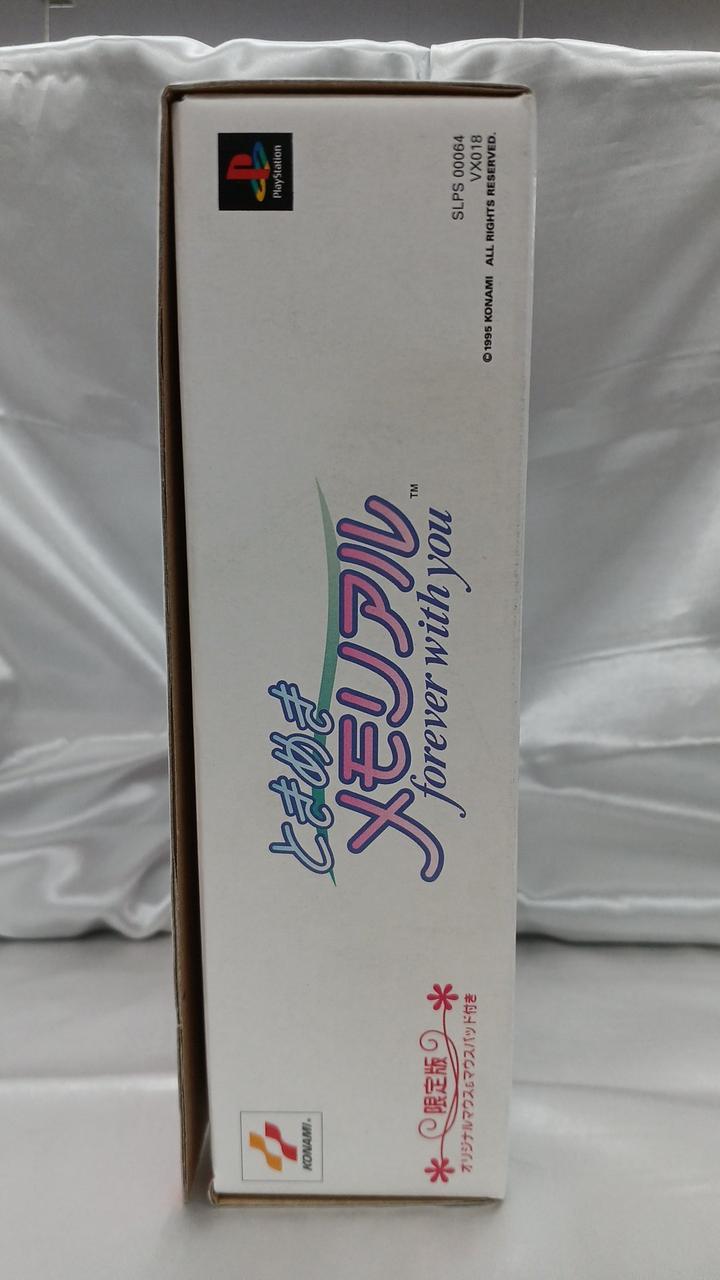 KONAMI®
限定版
オリジナルマウス&マウスパッド付き
ときめき
メモリアル™
forever with you
PlayStation
SLPS 00064
VX018
©1995 KONAMI ALL RIGHTS RESERVED.